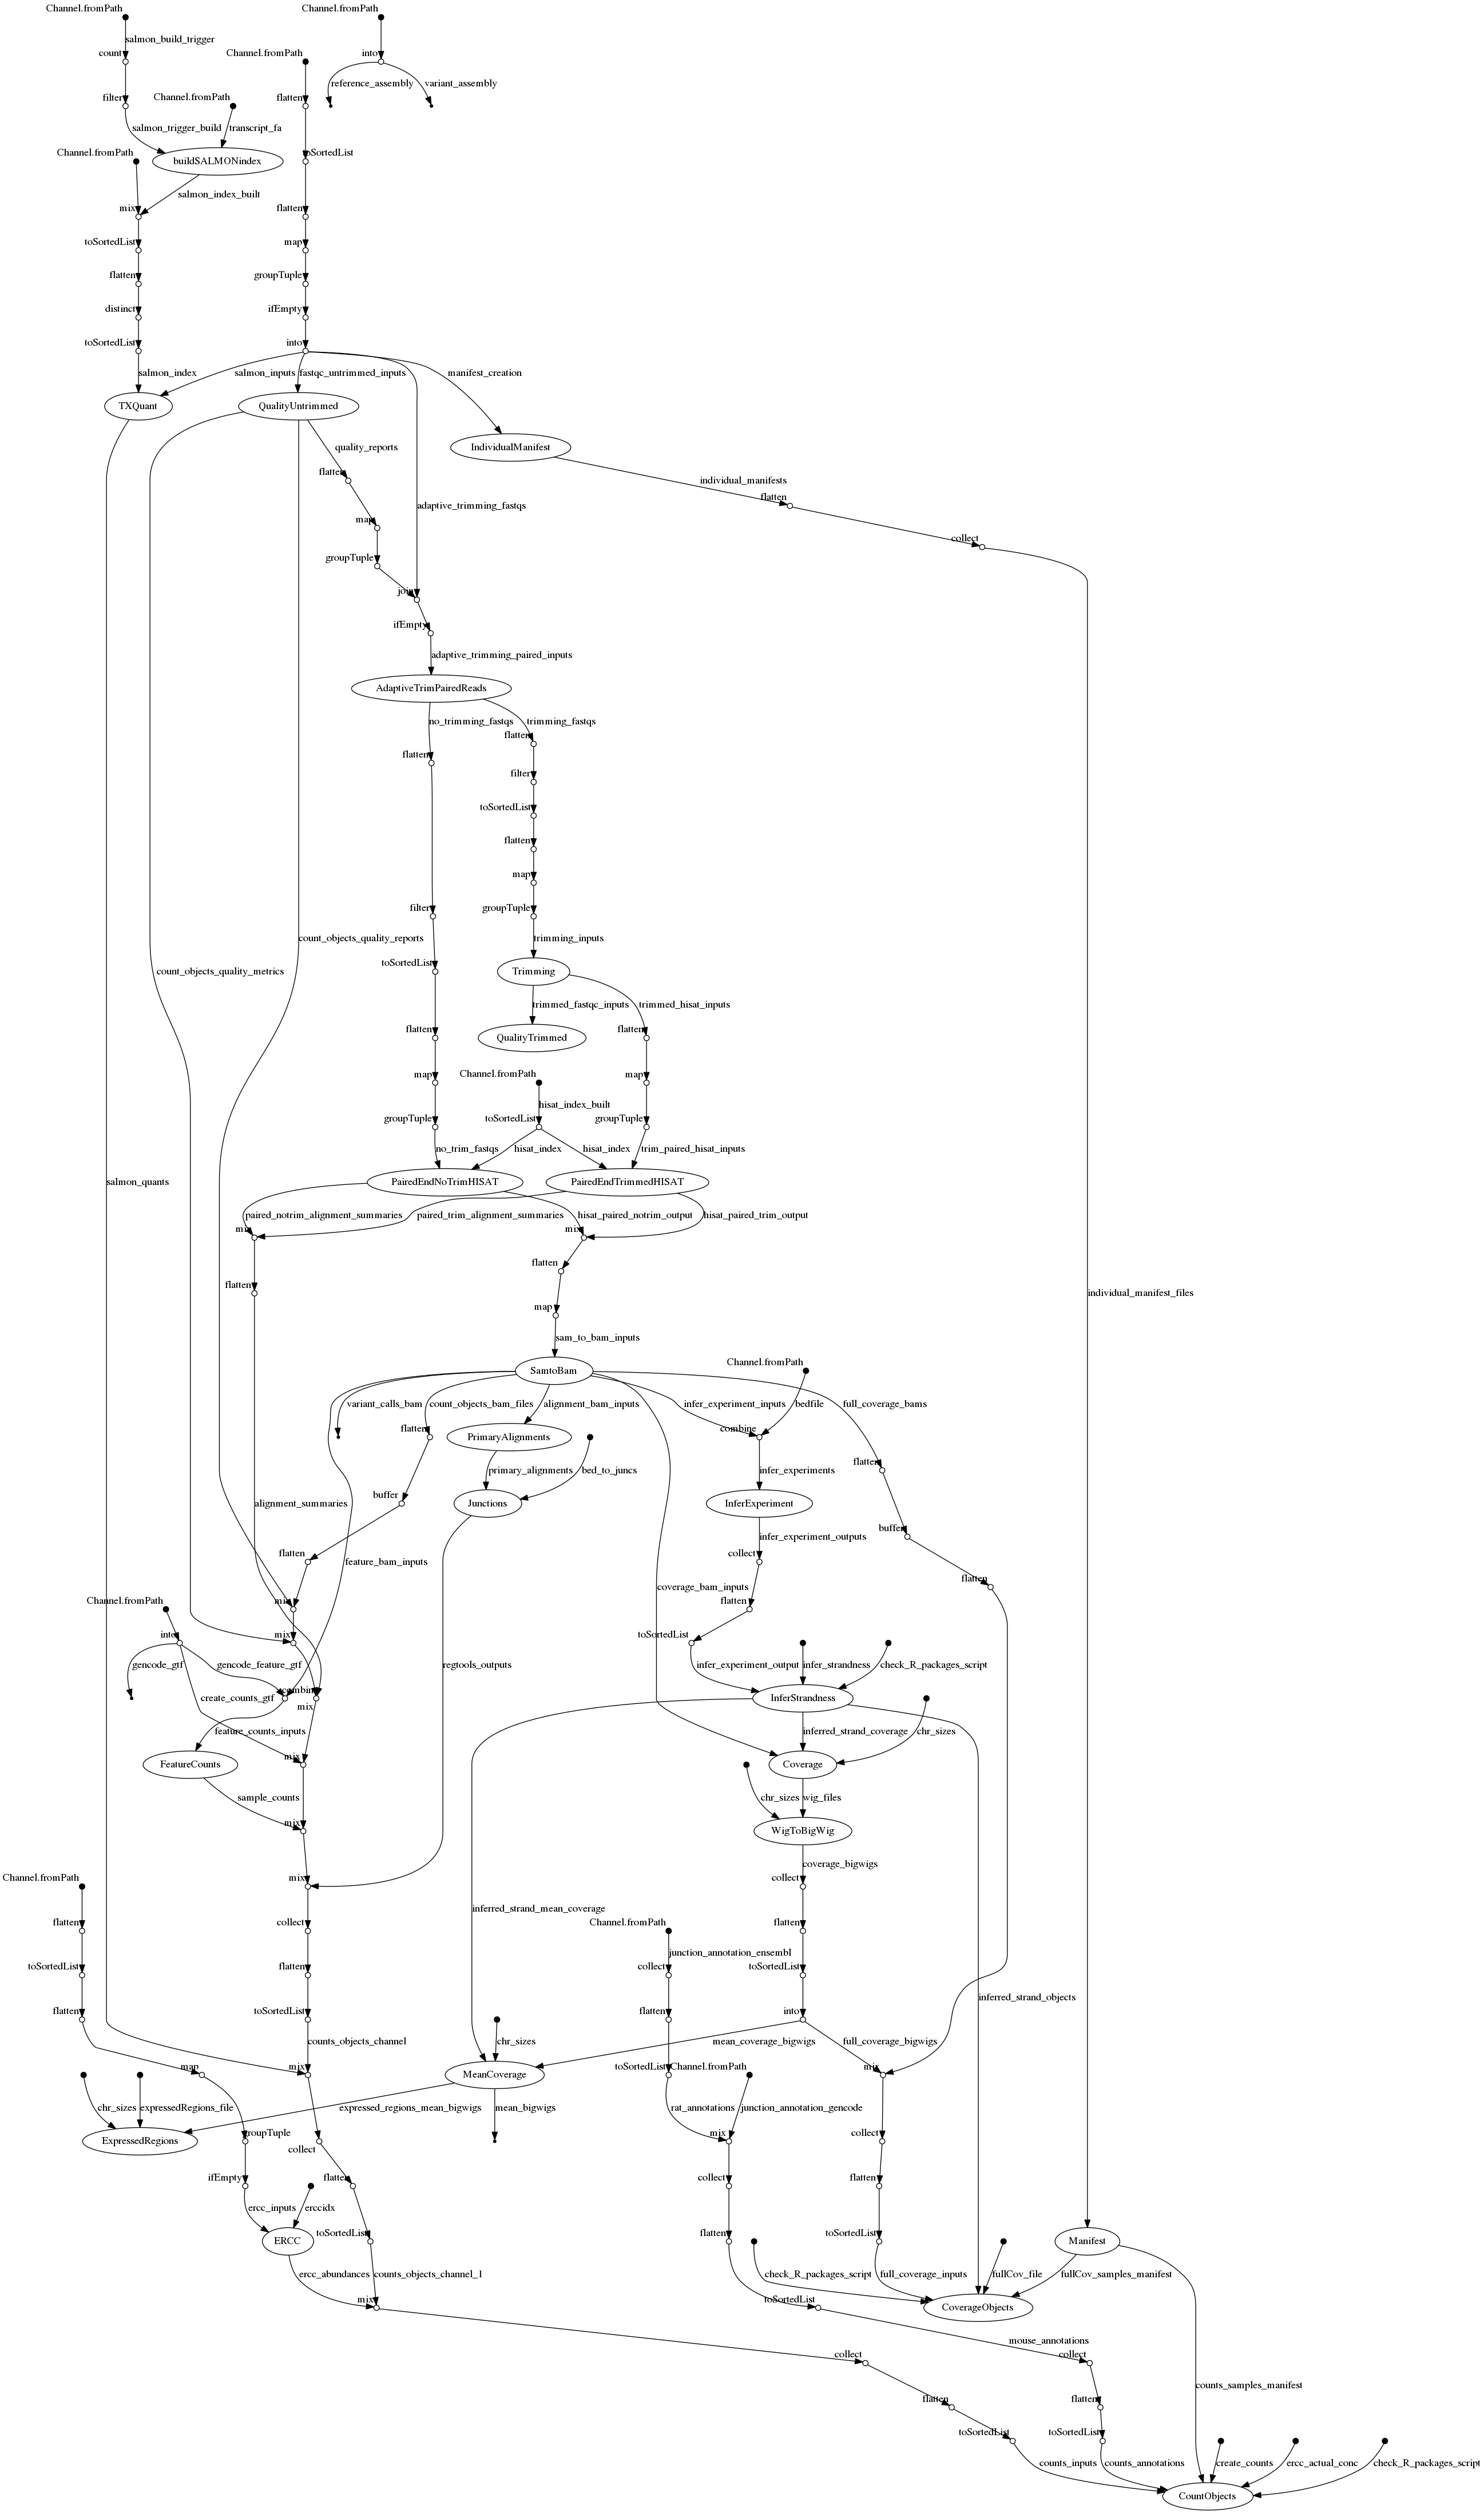 Channel.fromPath
Channel.fromPath
salmon_build_trigger
count
Channel.fromPath
into
reference_assembly
variant_assembly
filter
Channel.fromPath
flatten
salmon_trigger_build
transcript_fa
Channel.fromPath
buildSALMONindex
toSortedList
salmon_index_built
mix
flatten
toSortedList
map
flatten
groupTuple
distinct
ifEmpty
toSortedList
into
salmon_index
salmon_inputs
fastqc_untrimmed_inputs
manifest_creation
TXQuant
QualityUntrimmed
IndividualManifest
quality_reports
flatten
individual_manifests
flatten
adaptive_trimming_fastqs
map
collect
groupTuple
join
ifEmpty
adaptive_trimming_paired_inputs
AdaptiveTrimPairedReads
no_trimming_fastqs
trimming_fastqs
flatten
flatten
filter
toSortedList
flatten
map
filter
groupTuple
count_objects_quality_reports
trimming_inputs
toSortedList
count_objects_quality_metrics
Trimming
trimmed_fastqc_inputs
trimmed_hisat_inputs
flatten
QualityTrimmed
flatten
map
Channel.fromPath
map
hisat_index_built
groupTuple
toSortedList
groupTuple
no_trim_fastqs
hisat_index
hisat_index
trim_paired_hisat_inputs
salmon_quants
PairedEndNoTrimHISAT
PairedEndTrimmedHISAT
paired_notrim_alignment_summaries
paired_trim_alignment_summaries
hisat_paired_notrim_output
hisat_paired_trim_output
mix
mix
flatten
flatten
individual_manifest_files
map
sam_to_bam_inputs
Channel.fromPath
SamtoBam
variant_calls_bam
count_objects_bam_files
alignment_bam_inputs
infer_experiment_inputs
bedfile
full_coverage_bams
flatten
PrimaryAlignments
combine
flatten
primary_alignments
bed_to_juncs
infer_experiments
buffer
alignment_summaries
Junctions
InferExperiment
buffer
infer_experiment_outputs
flatten
feature_bam_inputs
collect
flatten
coverage_bam_inputs
Channel.fromPath
mix
flatten
into
mix
toSortedList
gencode_gtf
gencode_feature_gtf
regtools_outputs
infer_experiment_output
infer_strandness
check_R_packages_script
combine
create_counts_gtf
mix
InferStrandness
feature_counts_inputs
inferred_strand_coverage
chr_sizes
mix
FeatureCounts
Coverage
sample_counts
chr_sizes
wig_files
mix
WigToBigWig
coverage_bigwigs
Channel.fromPath
mix
collect
inferred_strand_mean_coverage
Channel.fromPath
flatten
collect
flatten
junction_annotation_ensembl
toSortedList
flatten
collect
toSortedList
inferred_strand_objects
flatten
toSortedList
flatten
into
counts_objects_channel
chr_sizes
mean_coverage_bigwigs
full_coverage_bigwigs
map
mix
MeanCoverage
toSortedList
Channel.fromPath
mix
chr_sizes
expressedRegions_file
expressed_regions_mean_bigwigs
mean_bigwigs
rat_annotations
junction_annotation_gencode
ExpressedRegions
groupTuple
collect
mix
collect
ifEmpty
flatten
collect
flatten
ercc_inputs
erccidx
ERCC
toSortedList
flatten
toSortedList
Manifest
ercc_abundances
counts_objects_channel_1
check_R_packages_script
full_coverage_inputs
fullCov_file
fullCov_samples_manifest
mix
toSortedList
CoverageObjects
mouse_annotations
collect
collect
counts_samples_manifest
flatten
flatten
toSortedList
toSortedList
counts_inputs
counts_annotations
create_counts
ercc_actual_conc
check_R_packages_script
CountObjects